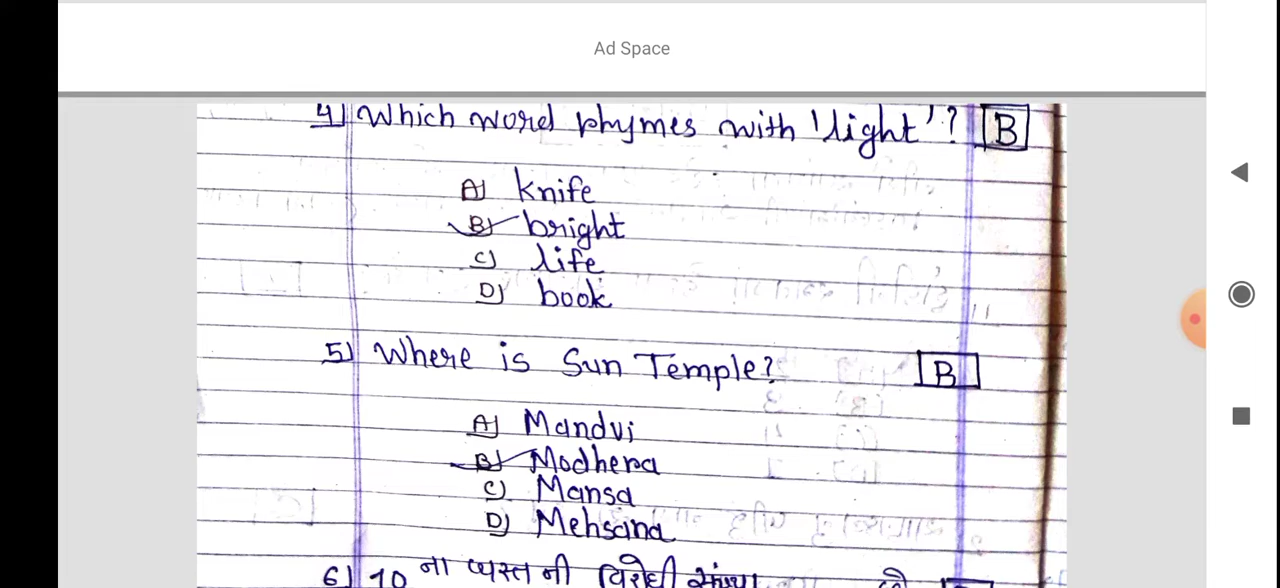 Ad Space
4) Which word rhymes with 'light'? B
A) knife
B) bright
C) life
D) book
5) Where is Sun Temple? B
A) Mandvi
B) Modhera
C) Mansa
D) Mehsana
6) 10 ના વ્યસ્ત ની વિરોધી સંખ્યા